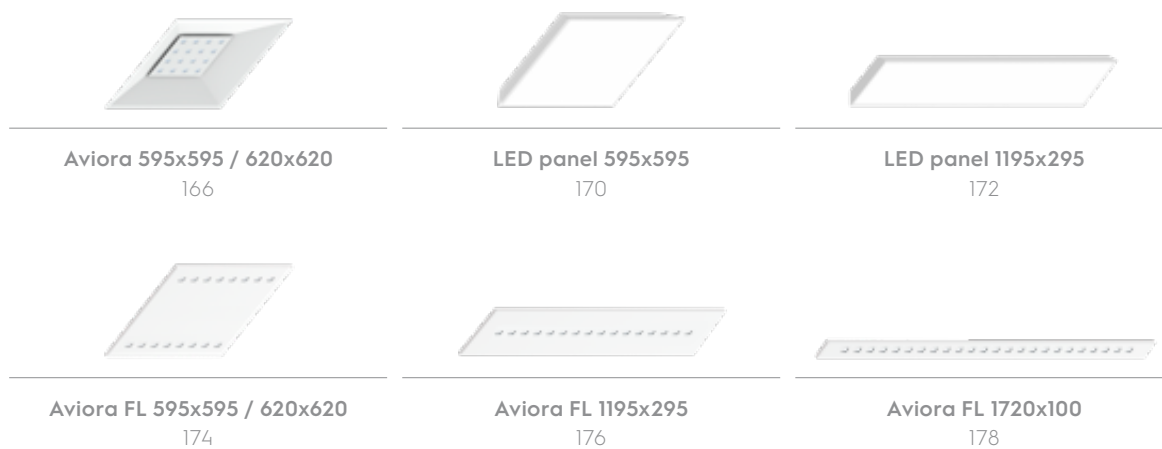 Aviora 595x595 / 620x620
166
LED panel 595x595
170
LED panel 1195x295
172
Aviora FL 595x595 / 620x620
174
Aviora FL 1195x295
176
Aviora FL 1720x100
178